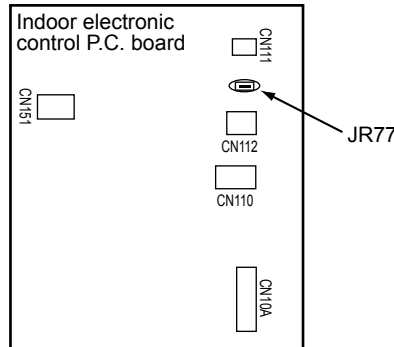 Indoor electronic
control P.C. board
CN111
CN151
JR77
CN112
CN110
CN10A